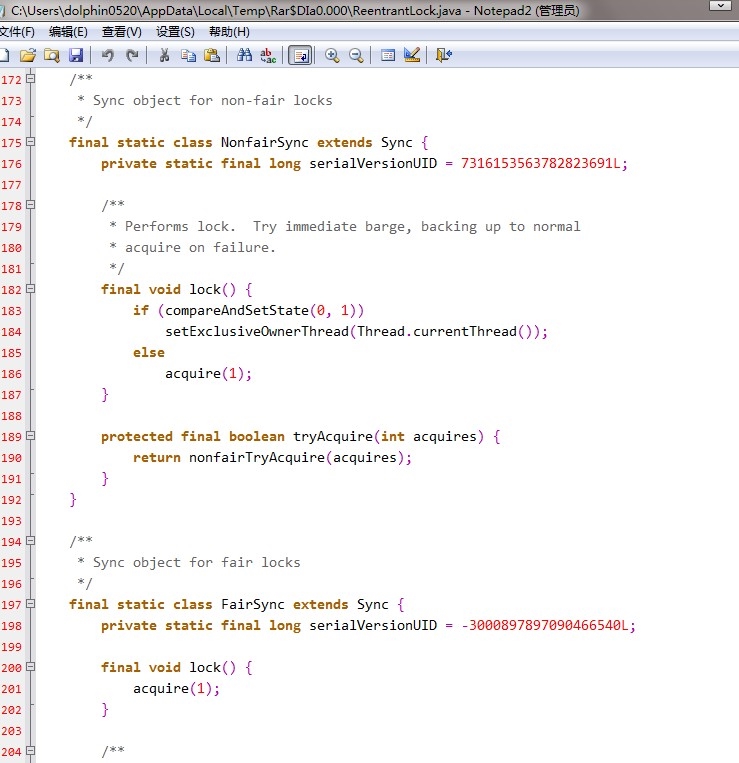 C:\Users\dolphin0520\AppData\Local\Temp\Rar$DIa0.000\ReentrantLock.java - Notepad2 (管理员)
文件(F) 编辑(E) 查看(V) 设置(S) 帮助(H)
172 /**
173 * Sync object for non-fair locks
174 */
175 final static class NonfairSync extends Sync {
176 private static final long serialVersionUID = 7316153563782823691L;
177
178 /**
179 * Performs lock.  Try immediate barge, backing up to normal
180 * acquire on failure.
181 */
182 final void lock() {
183 if (compareAndSetState(0, 1))
184 setExclusiveOwnerThread(Thread.currentThread());
185 else
186 acquire(1);
187 }
188
189 protected final boolean tryAcquire(int acquires) {
190 return nonfairTryAcquire(acquires);
191 }
192 }
193
194 /**
195 * Sync object for fair locks
196 */
197 final static class FairSync extends Sync {
198 private static final long serialVersionUID = -3000897897090466540L;
199
200 final void lock() {
201 acquire(1);
202 }
203
204 /**